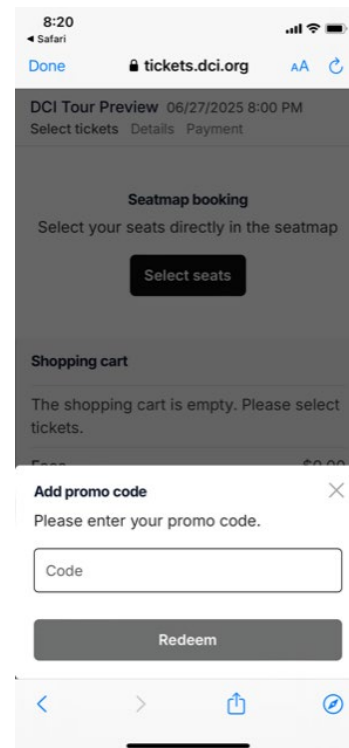 8:20
◀ Safari
Done tickets.dci.org AA
DCI Tour Preview 06/27/2025 8:00 PM
Select tickets Details Payment
Seatmap booking
Select your seats directly in the seatmap
Select seats
Shopping cart
The shopping cart is empty. Please select
tickets.
Fees $0.00
Add promo code
Please enter your promo code.
Code
Redeem